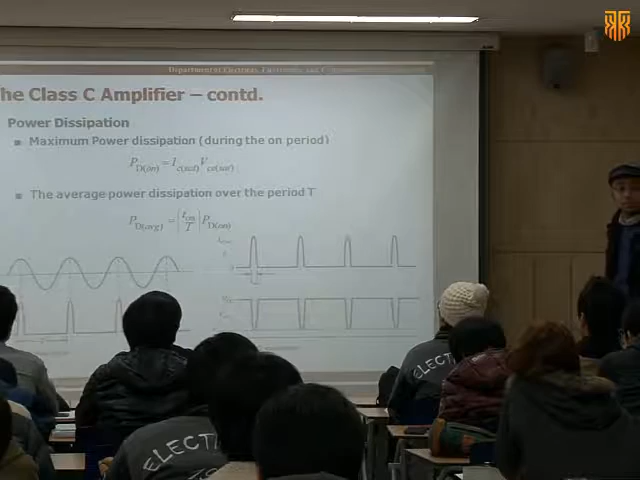 he Class C Amplifier – contd.
Power Dissipation
Maximum Power dissipation (during the on period)
P_D(on) = I_c(sat) V_ce(sat)
The average power dissipation over the period T
P_D(avg) = (t_on / T) P_D(on)
ELECT
ELECT